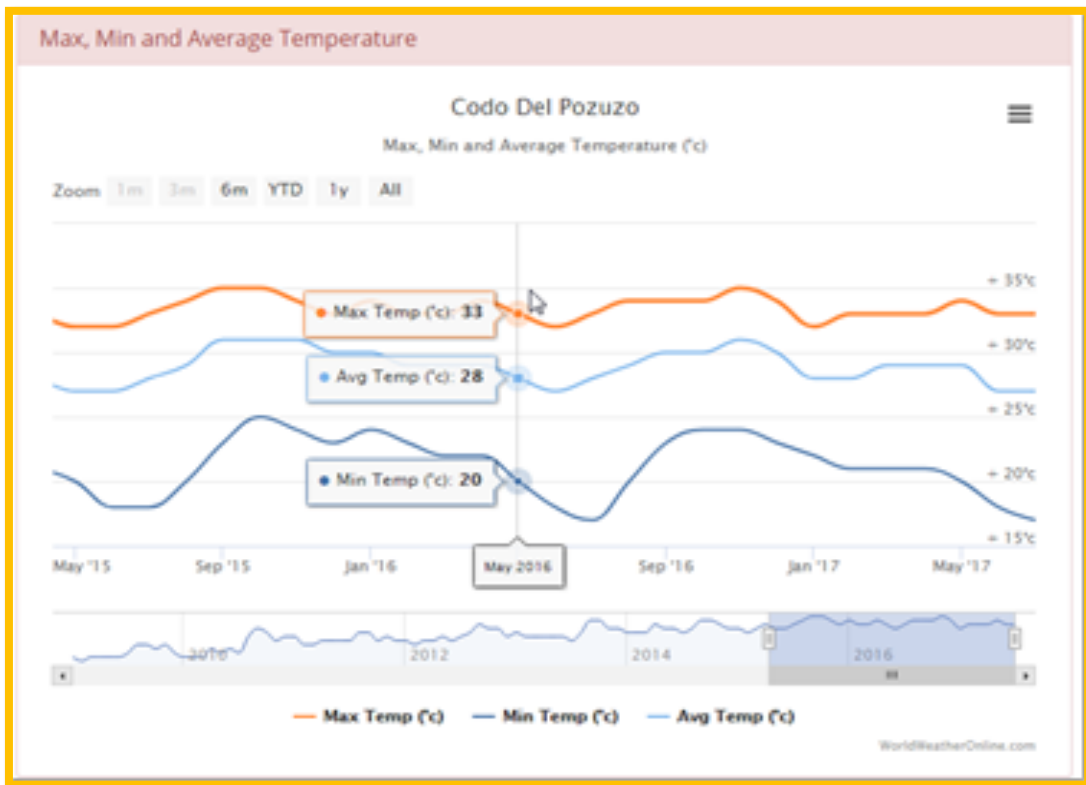 Max, Min and Average Temperature
Codo Del Pozuzo
Max, Min and Average Temperature (°c)
Zoom 1m 3m 6m YTD 1y All
35°c
Max Temp (°c): 33
30°c
Avg Temp (°c): 28
25°c
Min Temp (°c): 20
20°c
15°c
May '15 Sep '15 Jan '16 May 2016 Sep '16 Jan '17 May '17
2010 2012 2014 2016
Max Temp (°c) Min Temp (°c) Avg Temp (°c)
WorldWeatherOnline.com